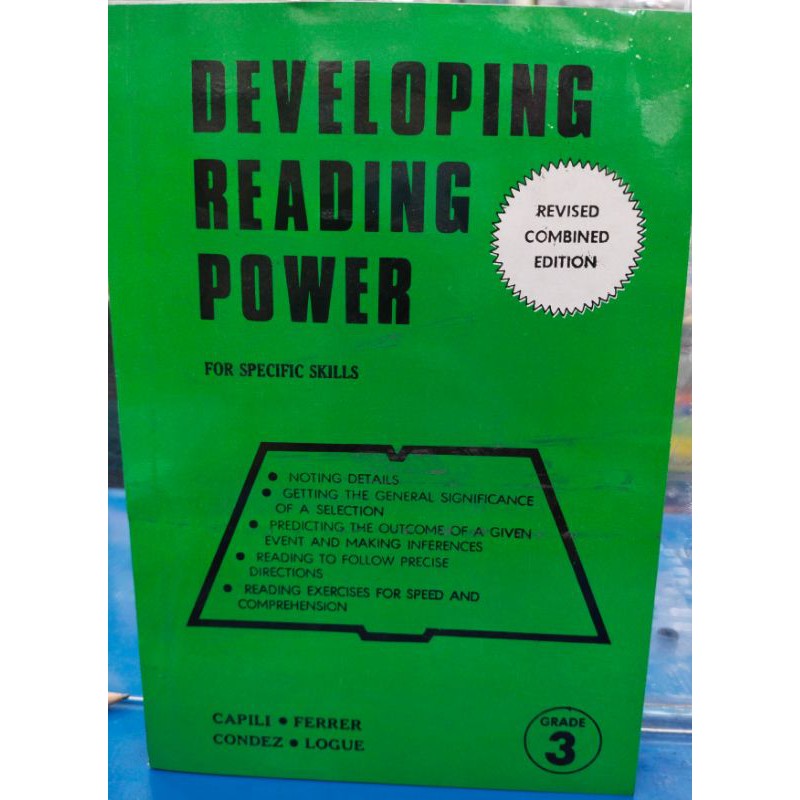 DEVELOPING
READING
POWER
REVISED
COMBINED
EDITION
FOR SPECIFIC SKILLS
● NOTING DETAILS
● GETTING THE GENERAL SIGNIFICANCE
OF A SELECTION
● PREDICTING THE OUTCOME OF A GIVEN
EVENT AND MAKING INFERENCES
● READING TO FOLLOW PRECISE
DIRECTIONS
● READING EXERCISES FOR SPEED AND
COMPREHENSION
CAPILI ● FERRER
CONDEZ ● LOGUE
GRADE
3